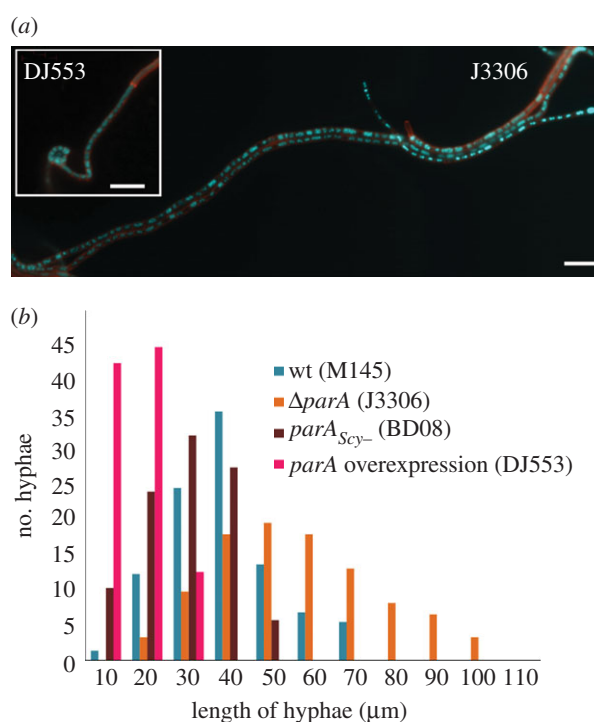 (a)
DJ553
J3306
(b)
45
40
35
30
25
20
15
10
5
0
no. hyphae
wt (M145)
ΔparA (J3306)
parA_Scy– (BD08)
parA overexpression (DJ553)
10 20 30 40 50 60 70 80 90 100 110
length of hyphae (µm)